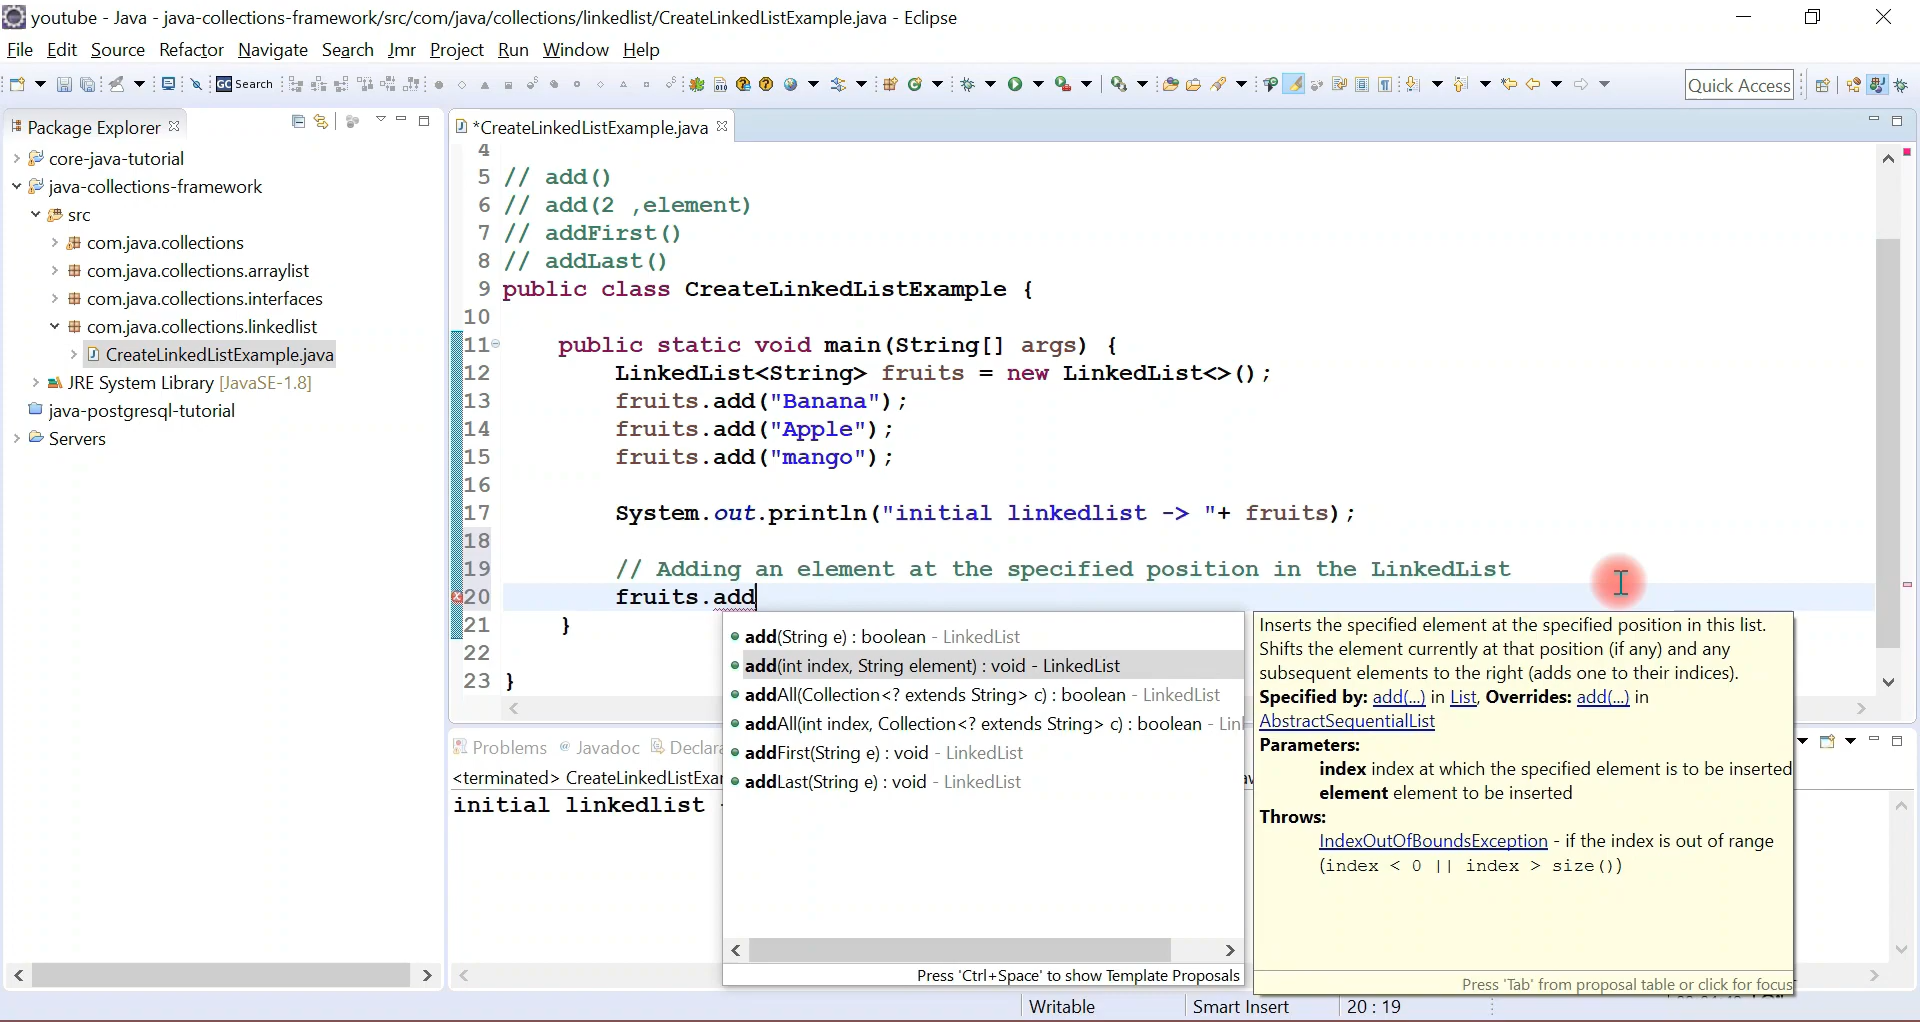 youtube - Java - java-collections-framework/src/com/java/collections/linkedlist/CreateLinkedListExample.java - Eclipse
File Edit Source Refactor Navigate Search Jmr Project Run Window Help
GC Search
Quick Access
Package Explorer
*CreateLinkedListExample.java
core-java-tutorial
java-collections-framework
src
com.java.collections
com.java.collections.arraylist
com.java.collections.interfaces
com.java.collections.linkedlist
CreateLinkedListExample.java
JRE System Library [JavaSE-1.8]
java-postgresql-tutorial
Servers
4
5 // add()
6 // add(2 ,element)
7 // addFirst()
8 // addLast()
9 public class CreateLinkedListExample {
10
11 public static void main(String[] args) {
12 LinkedList<String> fruits = new LinkedList<>();
13 fruits.add("Banana");
14 fruits.add("Apple");
15 fruits.add("mango");
16
17 System.out.println("initial linkedlist -> "+ fruits);
18
19 // Adding an element at the specified position in the LinkedList
20 fruits.add
21 }
22
23 }
add(String e) : boolean - LinkedList
add(int index, String element) : void - LinkedList
addAll(Collection<? extends String> c) : boolean - LinkedList
addAll(int index, Collection<? extends String> c) : boolean - Lin
addFirst(String e) : void - LinkedList
addLast(String e) : void - LinkedList
Press 'Ctrl+Space' to show Template Proposals
Inserts the specified element at the specified position in this list.
Shifts the element currently at that position (if any) and any
subsequent elements to the right (adds one to their indices).
Specified by: add(...) in List, Overrides: add(...) in
AbstractSequentialList
Parameters:
index index at which the specified element is to be inserted
element element to be inserted
Throws:
IndexOutOfBoundsException - if the index is out of range
(index < 0 || index > size())
Press 'Tab' from proposal table or click for focus
Problems @ Javadoc Declara
<terminated> CreateLinkedListExam
initial linkedlist
Writable Smart Insert 20 : 19